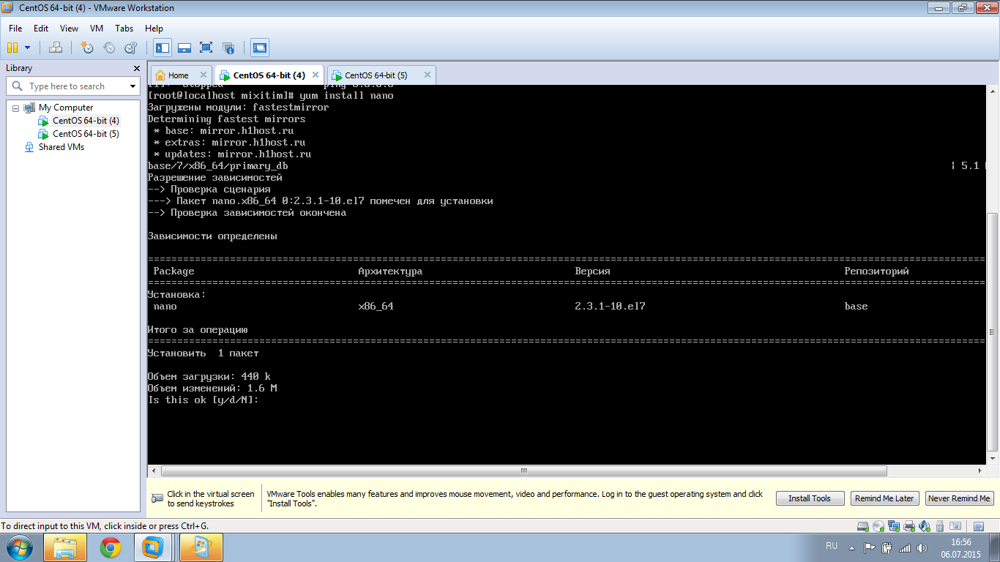 CentOS 64-bit (4) - VMware Workstation
File Edit View VM Tabs Help
Library
Type here to search
My Computer
CentOS 64-bit (4)
CentOS 64-bit (5)
Shared VMs
Home
CentOS 64-bit (4)
CentOS 64-bit (5)
[1]+ Stopped ping 8.8.8.8
[root@localhost mixitim]# yum install nano
Загружены модули: fastestmirror
Determining fastest mirrors
* base: mirror.h1host.ru
* extras: mirror.h1host.ru
* updates: mirror.h1host.ru
base/7/x86_64/primary_db | 5.1
Разрешение зависимостей
--> Проверка сценария
---> Пакет nano.x86_64 0:2.3.1-10.el7 помечен для установки
--> Проверка зависимостей окончена
Зависимости определены
Package Архитектура Версия Репозиторий
Установка:
nano x86_64 2.3.1-10.el7 base
Итого за операцию
Установить 1 пакет
Объем загрузки: 440 k
Объем изменений: 1.6 M
Is this ok [y/d/N]:
Click in the virtual screen
to send keystrokes
VMware Tools enables many features and improves mouse movement, video and performance. Log in to the guest operating system and click
"Install Tools".
Install Tools
Remind Me Later
Never Remind Me
To direct input to this VM, click inside or press Ctrl+G.
RU
16:56
06.07.2015